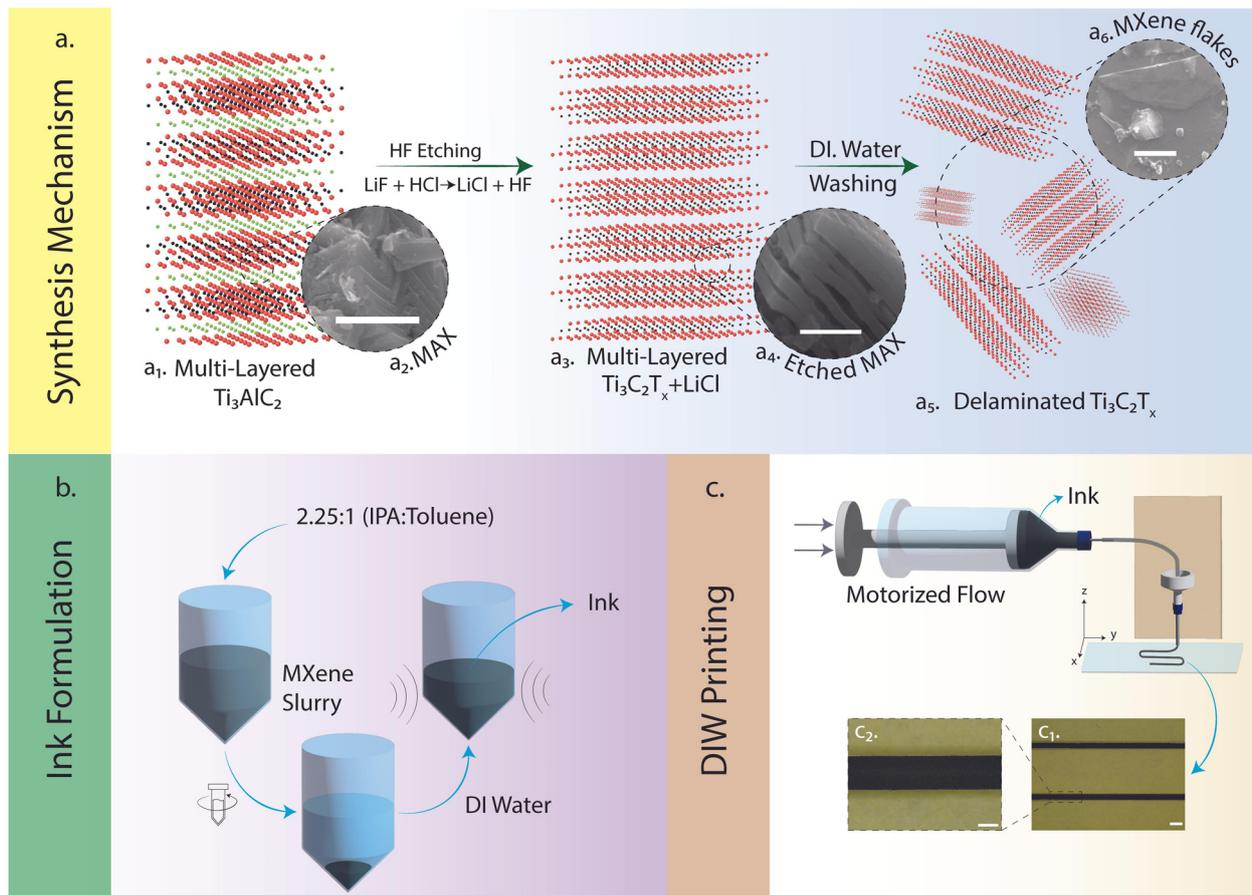 a.
Synthesis Mechanism
HF Etching
LiF + HCl→LiCl + HF
DI. Water
Washing
a₆.MXene flakes
a₁. Multi-Layered
Ti₃AlC₂
a₂.MAX
a₃. Multi-Layered
Ti₃C₂Tₓ+LiCl
a₄. Etched MAX
a₅. Delaminated Ti₃C₂Tₓ
b.
Ink Formulation
2.25:1 (IPA:Toluene)
MXene
Slurry
DI Water
Ink
c.
DIW Printing
Ink
Motorized Flow
z
y
x
C₂.
C₁.